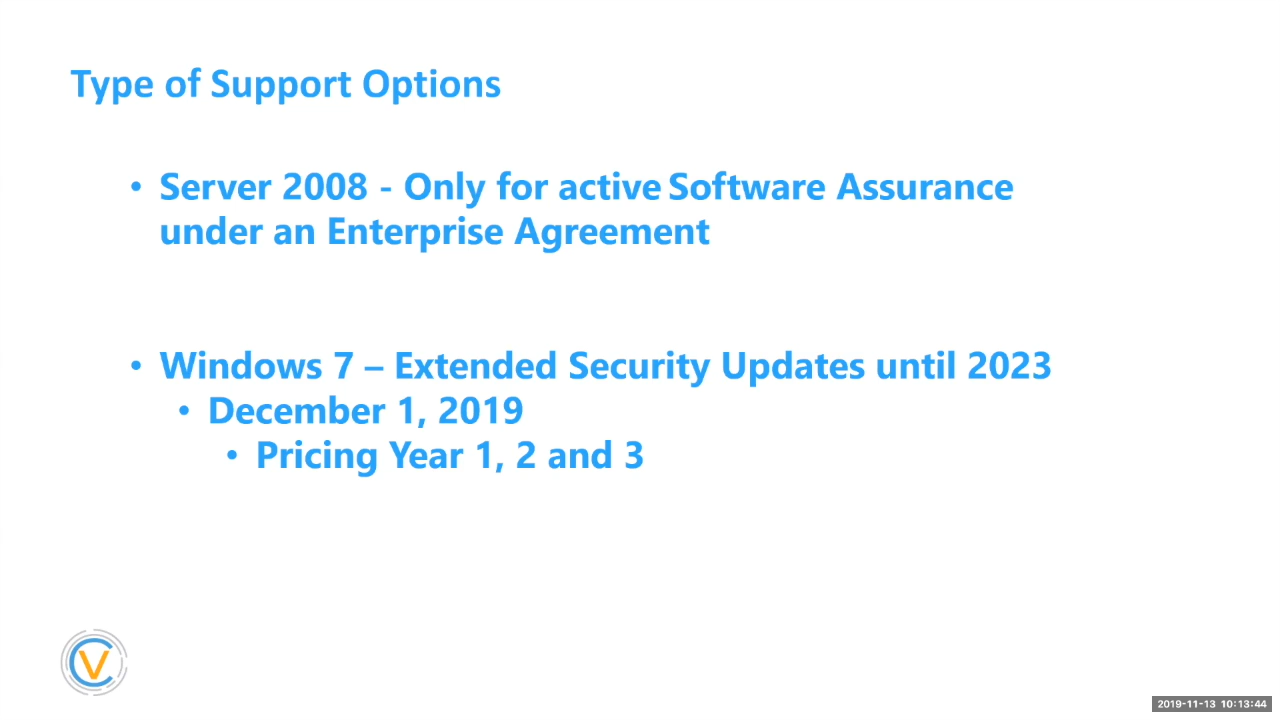 Type of Support Options
• Server 2008 - Only for active Software Assurance
under an Enterprise Agreement
• Windows 7 – Extended Security Updates until 2023
• December 1, 2019
• Pricing Year 1, 2 and 3
CV
2019-11-13 10:13:44